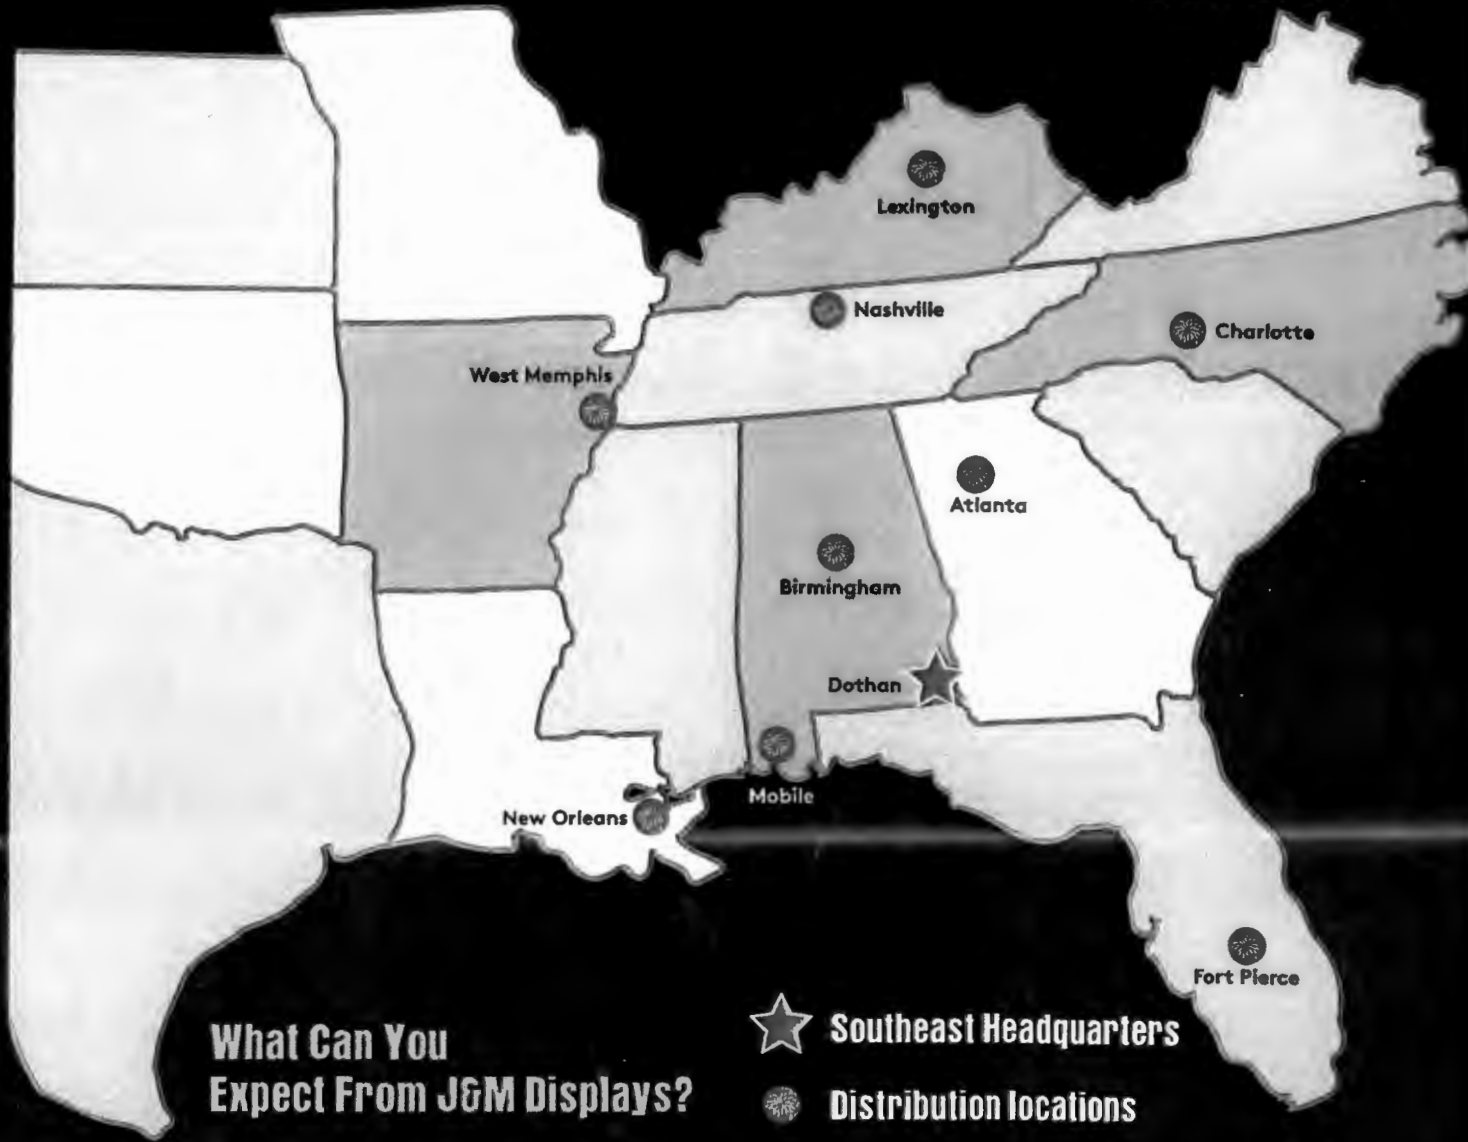 Lexington
Nashville
Charlotte
West Memphis
Atlanta
Birmingham
Dothan
Mobile
New Orleans
Fort Pierce
What Can You
Expect From J&M Displays?
Southeast Headquarters
Distribution locations